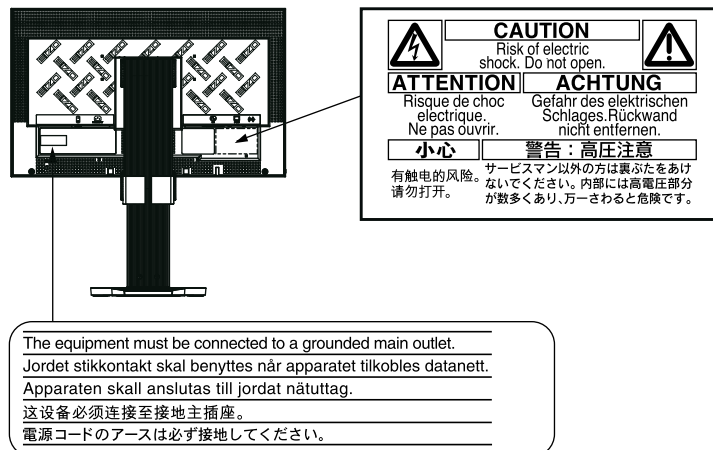 CAUTION
Risk of electric
shock. Do not open.
ATTENTION
Risque de choc
electrique.
Ne pas ouvrir.
ACHTUNG
Gefahr des elektrischen
Schlages.Rückwand
nicht entfernen.
小心
有触电的风险。
请勿打开。
警告：高圧注意
サービスマン以外の方は裏ぶたをあけ
ないでください。内部には高電圧部分
が数多くあり、万一さわると危険です。
The equipment must be connected to a grounded main outlet.
Jordet stikkontakt skal benyttes når apparatet tilkobles datanett.
Apparaten skall anslutas till jordat nätuttag.
这设备必须连接至接地主插座。
電源コードのアースは必ず接地してください。